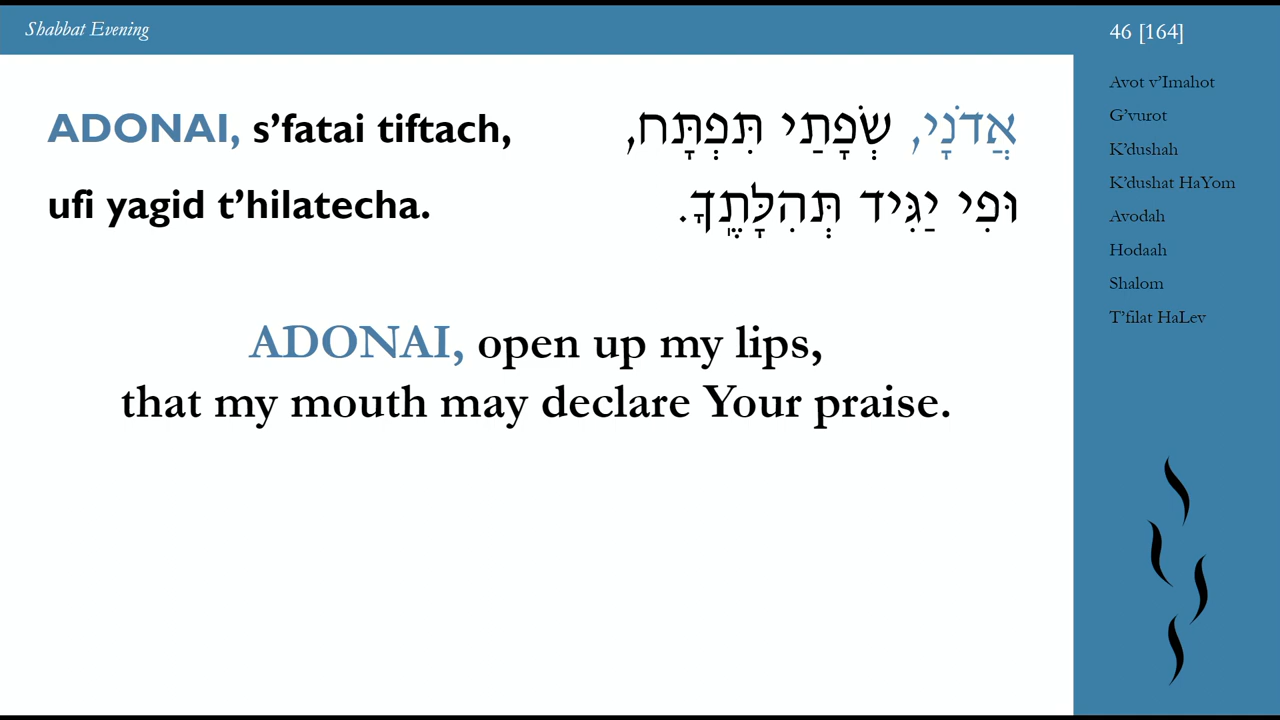 Shabbat Evening
46 [164]
ADONAI, s’fatai tiftach,
ufi yagid t’hilatecha.
אֲדֹנָי, שְׂפָתַי תִּפְתָּח,
וּפִי יַגִּיד תְּהִלָּתֶֽךָ.
ADONAI, open up my lips,
that my mouth may declare Your praise.
Avot v’Imahot
G’vurot
K’dushah
K’dushat HaYom
Avodah
Hodaah
Shalom
T’filat HaLev